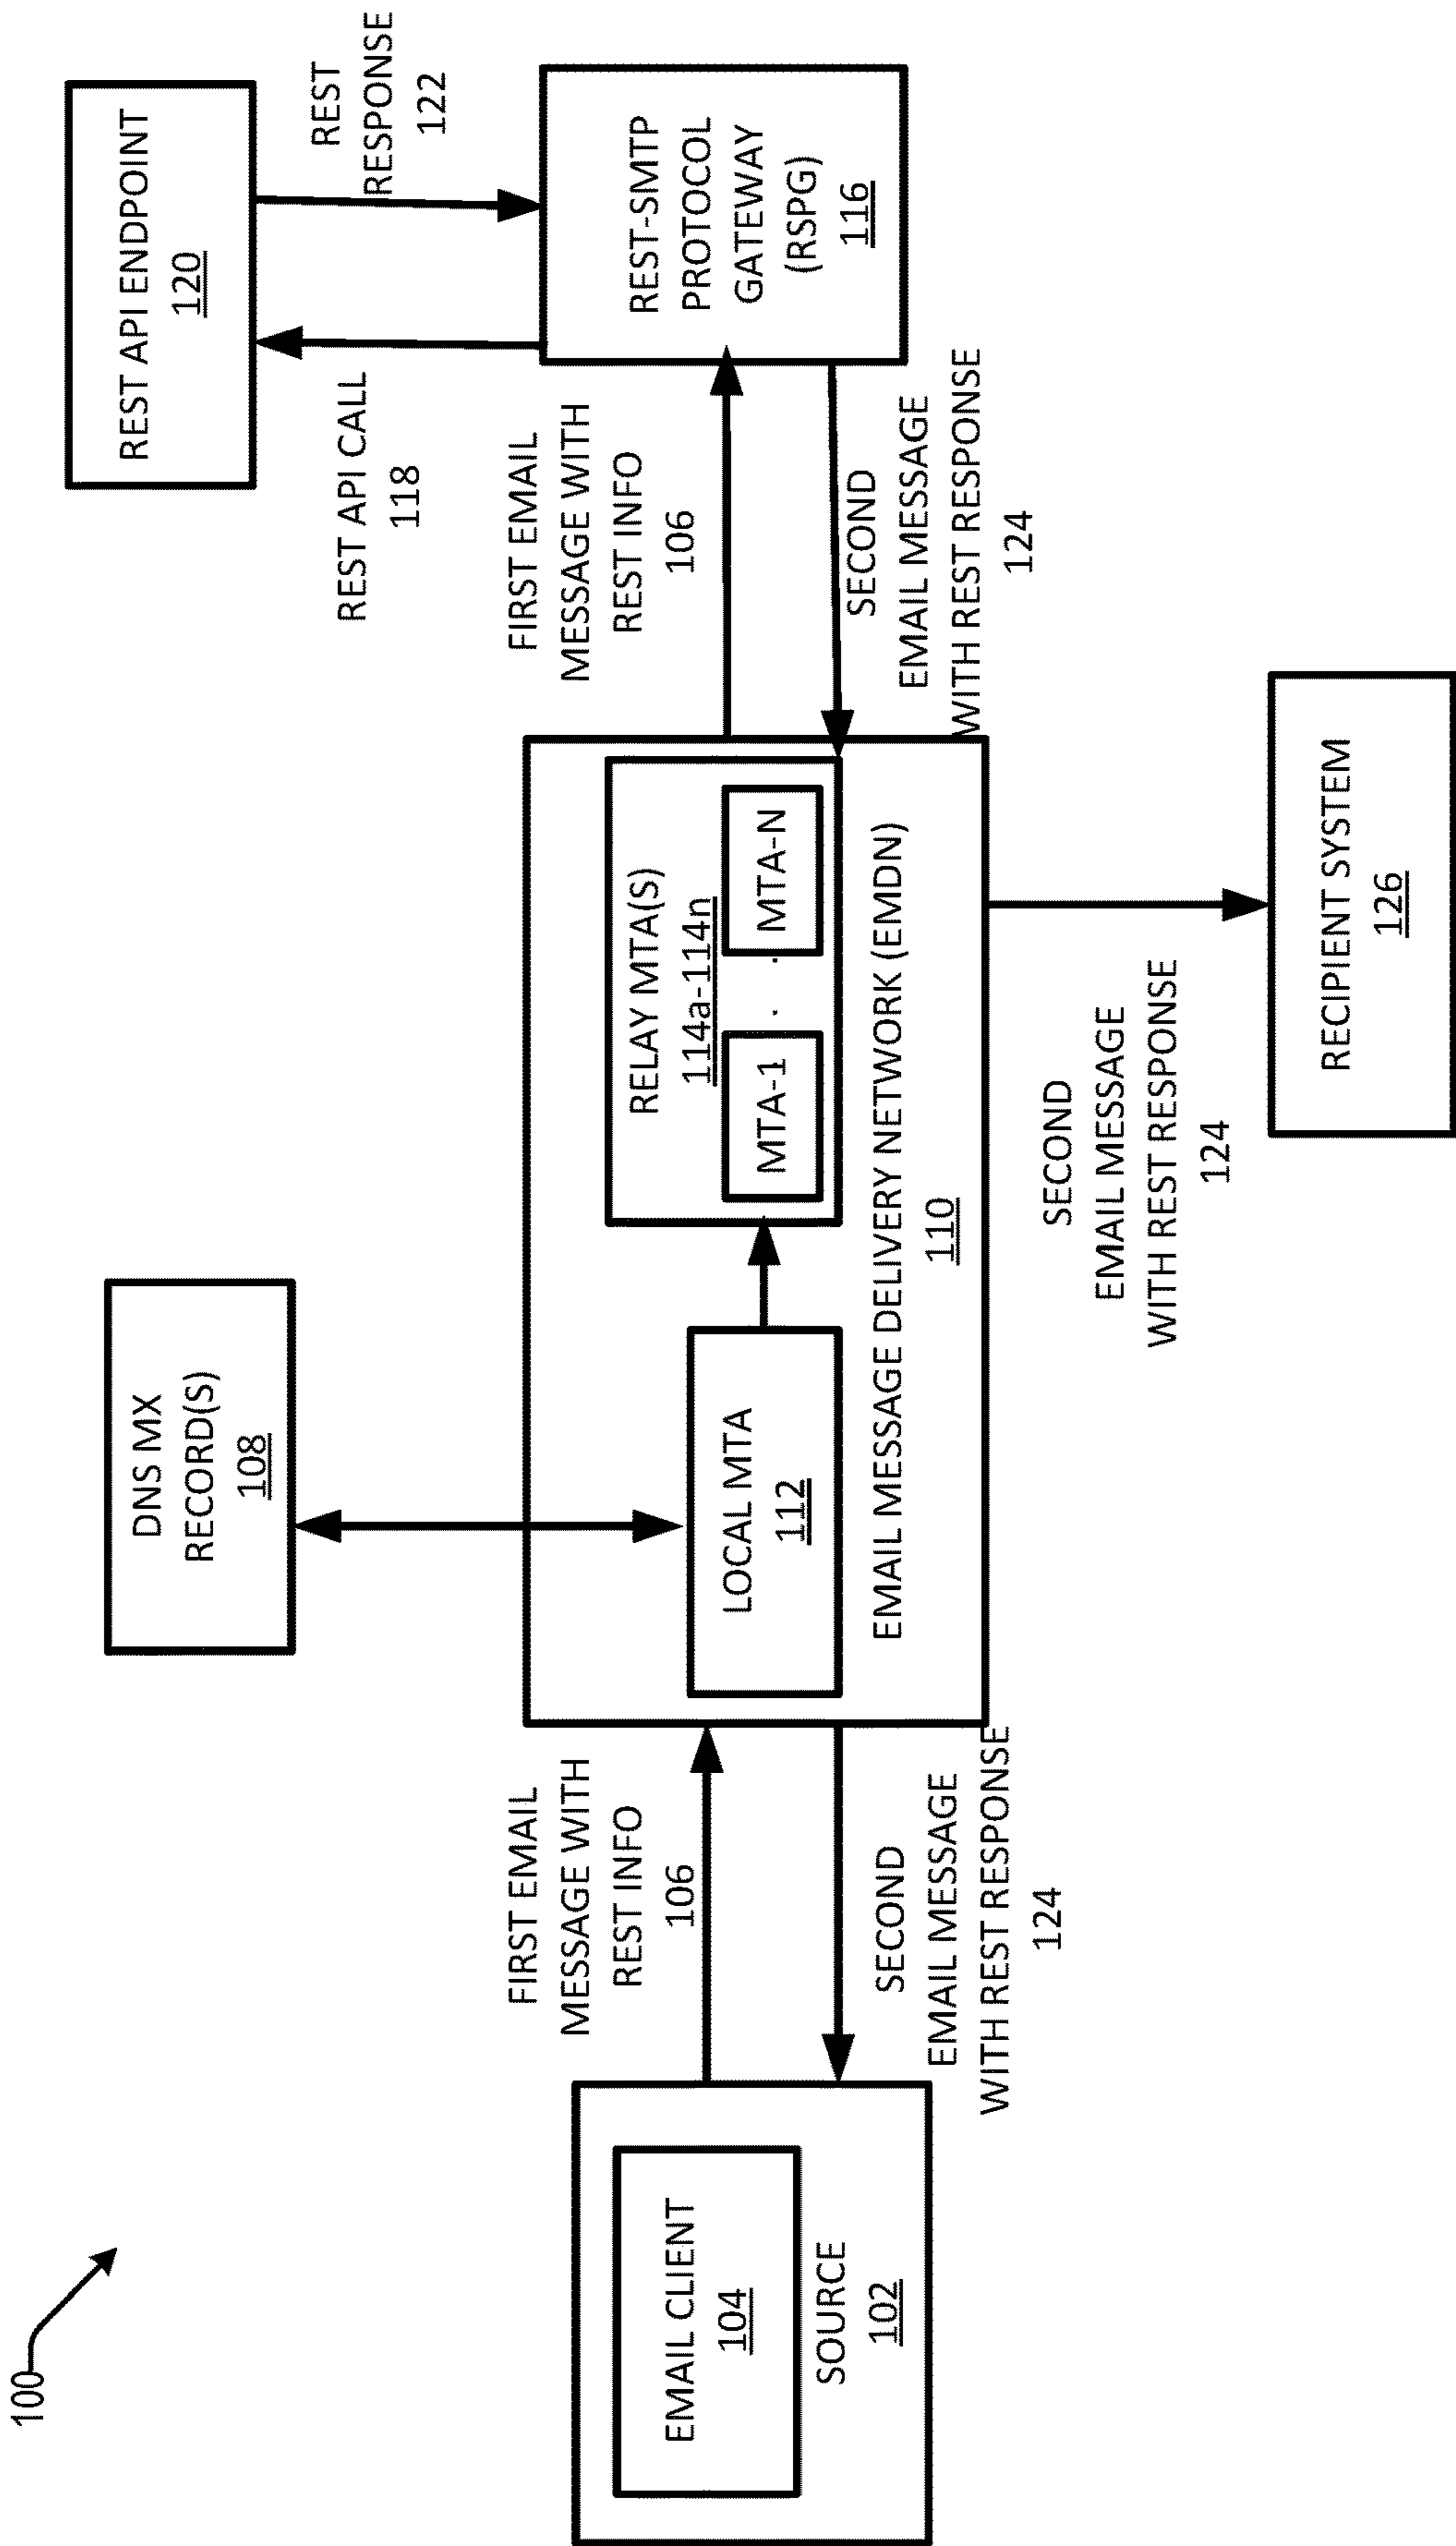 100
EMAIL CLIENT
104
SOURCE
102
FIRST EMAIL
MESSAGE WITH
REST INFO
106
SECOND
EMAIL MESSAGE
WITH REST RESPONSE
124
DNS MX
RECORD(S)
108
LOCAL MTA
112
RELAY MTA(S)
114a-114n
MTA-1 . . . MTA-N
EMAIL MESSAGE DELIVERY NETWORK (EMDN)
110
SECOND
EMAIL MESSAGE
WITH REST RESPONSE
124
RECIPIENT SYSTEM
126
FIRST EMAIL
MESSAGE WITH
REST INFO
106
SECOND
EMAIL MESSAGE
WITH REST RESPONSE
124
REST API CALL
118
REST API ENDPOINT
120
REST
RESPONSE
122
REST-SMTP
PROTOCOL
GATEWAY
(RSPG)
116